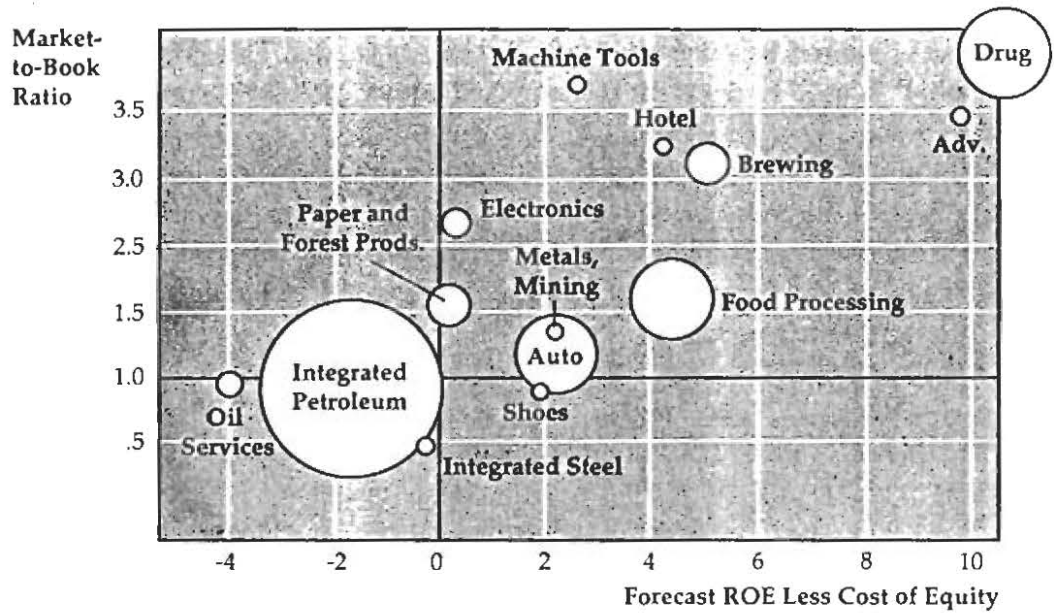 Market-
to-Book
Ratio
Machine Tools
Drug
3.5
Hotel
Adv.
Brewing
3.0
Paper and
Forest Prods.
Electronics
2.5
Metals,
Mining
Food Processing
1.5
Auto
Integrated
Petroleum
1.0
Shoes
Oil
Services
.5
Integrated Steel
-4
-2
0
2
4
6
8
10
Forecast ROE Less Cost of Equity